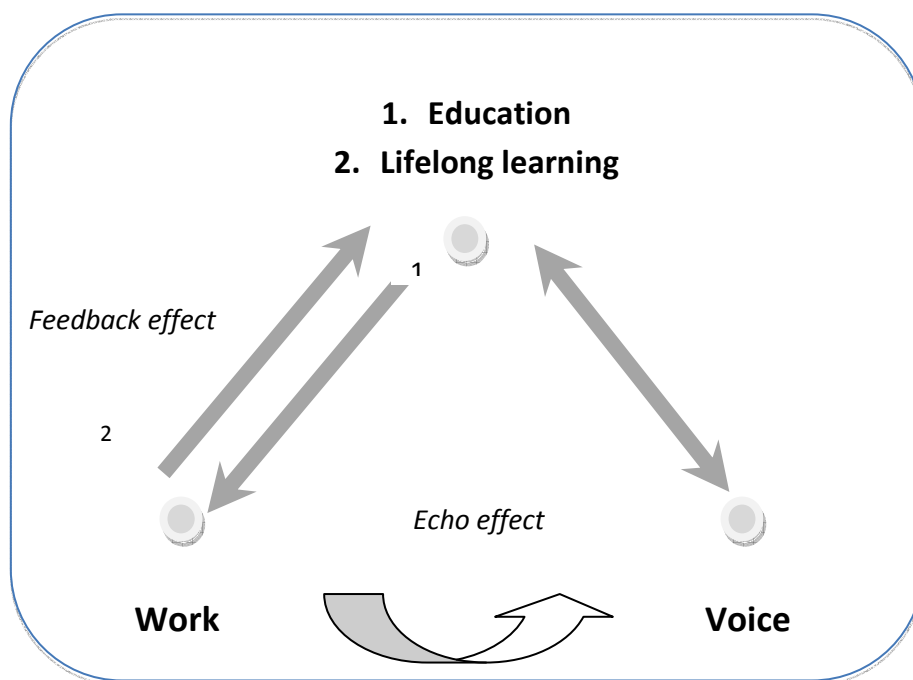 1. Education
2. Lifelong learning
1
Feedback effect
2
Echo effect
Work
Voice